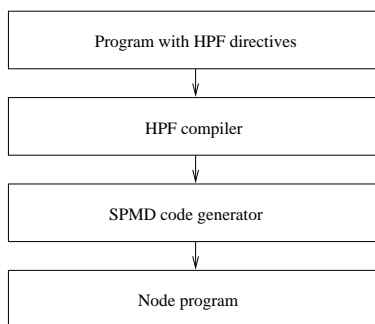 Program with HPF directives
HPF compiler
SPMD code generator
Node program